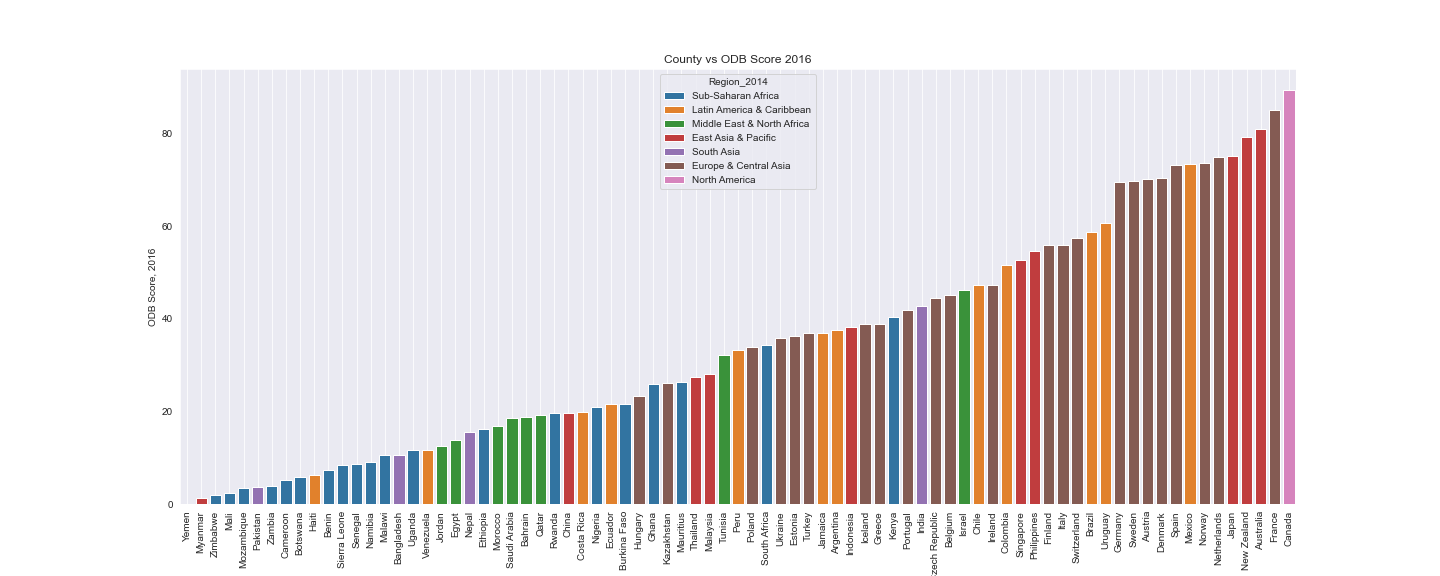 County vs ODB Score 2016
Region_2014
Sub-Saharan Africa
Latin America & Caribbean
Middle East & North Africa
East Asia & Pacific
South Asia
Europe & Central Asia
North America
ODB Score, 2016
80
60
40
20
0
Yemen
Myanmar
Zimbabwe
Mali
Mozambique
Pakistan
Zambia
Cameroon
Botswana
Haiti
Benin
Sierra Leone
Senegal
Namibia
Malawi
Bangladesh
Uganda
Venezuela
Jordan
Egypt
Nepal
Ethiopia
Morocco
Saudi Arabia
Bahrain
Qatar
Rwanda
China
Costa Rica
Nigeria
Ecuador
Burkina Faso
Hungary
Ghana
Kazakhstan
Mauritius
Thailand
Malaysia
Tunisia
Peru
Poland
South Africa
Ukraine
Estonia
Turkey
Jamaica
Argentina
Indonesia
Iceland
Greece
Kenya
Portugal
India
zech Republic
Belgium
Israel
Chile
Ireland
Colombia
Singapore
Philippines
Finland
Italy
Switzerland
Brazil
Uruguay
Germany
Sweden
Austria
Denmark
Spain
Mexico
Norway
Netherlands
Japan
New Zealand
Australia
France
Canada